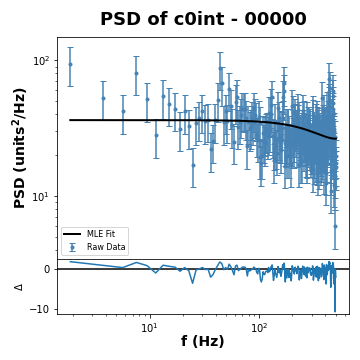 PSD of c0int - 00000
PSD (units²/Hz)
10²
10¹
MLE Fit
Raw Data
Δ
0
−10
10¹
10²
f (Hz)